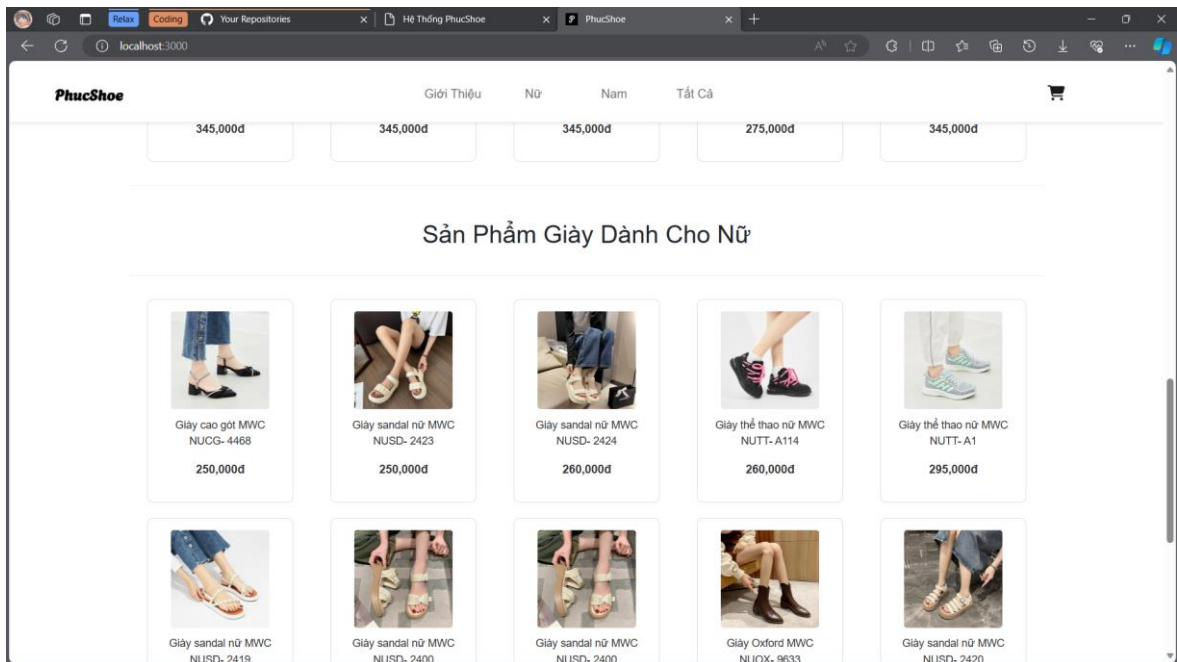 Relax
Coding
Your Repositories
Hệ Thống PhucShoe
PhucShoe
localhost:3000
PhucShoe
Giới Thiệu
Nữ
Nam
Tất Cả
345,000đ
345,000đ
345,000đ
275,000đ
345,000đ
Sản Phẩm Giày Dành Cho Nữ
Giày cao gót MWC
NUCG- 4468
250,000đ
Giày sandal nữ MWC
NUSD- 2423
250,000đ
Giày sandal nữ MWC
NUSD- 2424
260,000đ
Giày thể thao nữ MWC
NUTT- A114
260,000đ
Giày thể thao nữ MWC
NUTT- A1
295,000đ
Giày sandal nữ MWC
NUSD- 2419
Giày sandal nữ MWC
NUSD- 2400
Giày sandal nữ MWC
NUSD- 2400
Giày Oxford MWC
NUOX- 9633
Giày sandal nữ MWC
NUSD- 2420